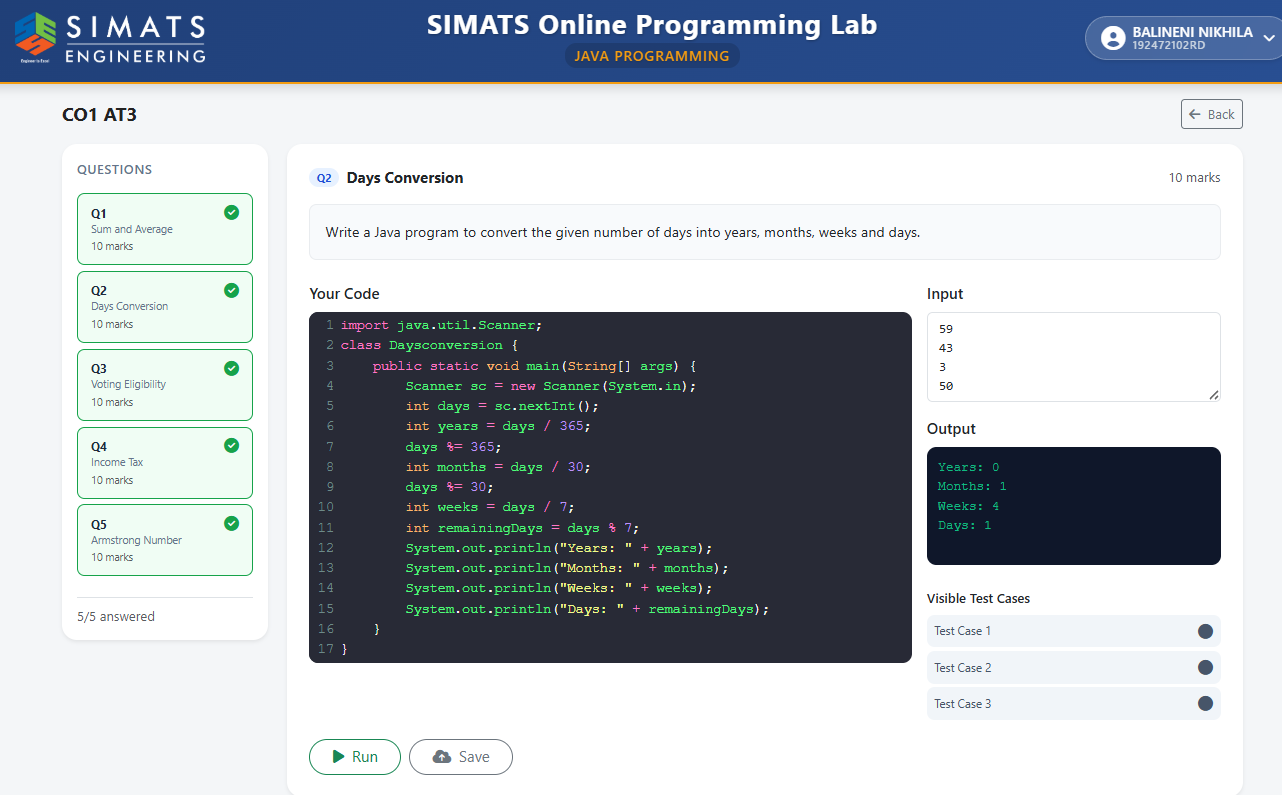 SIMATS
ENGINEERING
Engineer to Excel
SIMATS Online Programming Lab
JAVA PROGRAMMING
BALINENI NIKHILA
192472102RD
CO1 AT3
Back
QUESTIONS
Q1
Sum and Average
10 marks
Q2
Days Conversion
10 marks
Q3
Voting Eligibility
10 marks
Q4
Income Tax
10 marks
Q5
Armstrong Number
10 marks
5/5 answered
Q2 Days Conversion 10 marks
Write a Java program to convert the given number of days into years, months, weeks and days.
Your Code
1 import java.util.Scanner;
2 class Daysconversion {
3     public static void main(String[] args) {
4         Scanner sc = new Scanner(System.in);
5         int days = sc.nextInt();
6         int years = days / 365;
7         days %= 365;
8         int months = days / 30;
9         days %= 30;
10         int weeks = days / 7;
11         int remainingDays = days % 7;
12         System.out.println("Years: " + years);
13         System.out.println("Months: " + months);
14         System.out.println("Weeks: " + weeks);
15         System.out.println("Days: " + remainingDays);
16     }
17 }
Input
59
43
3
50
Output
Years: 0
Months: 1
Weeks: 4
Days: 1
Visible Test Cases
Test Case 1
Test Case 2
Test Case 3
Run
Save